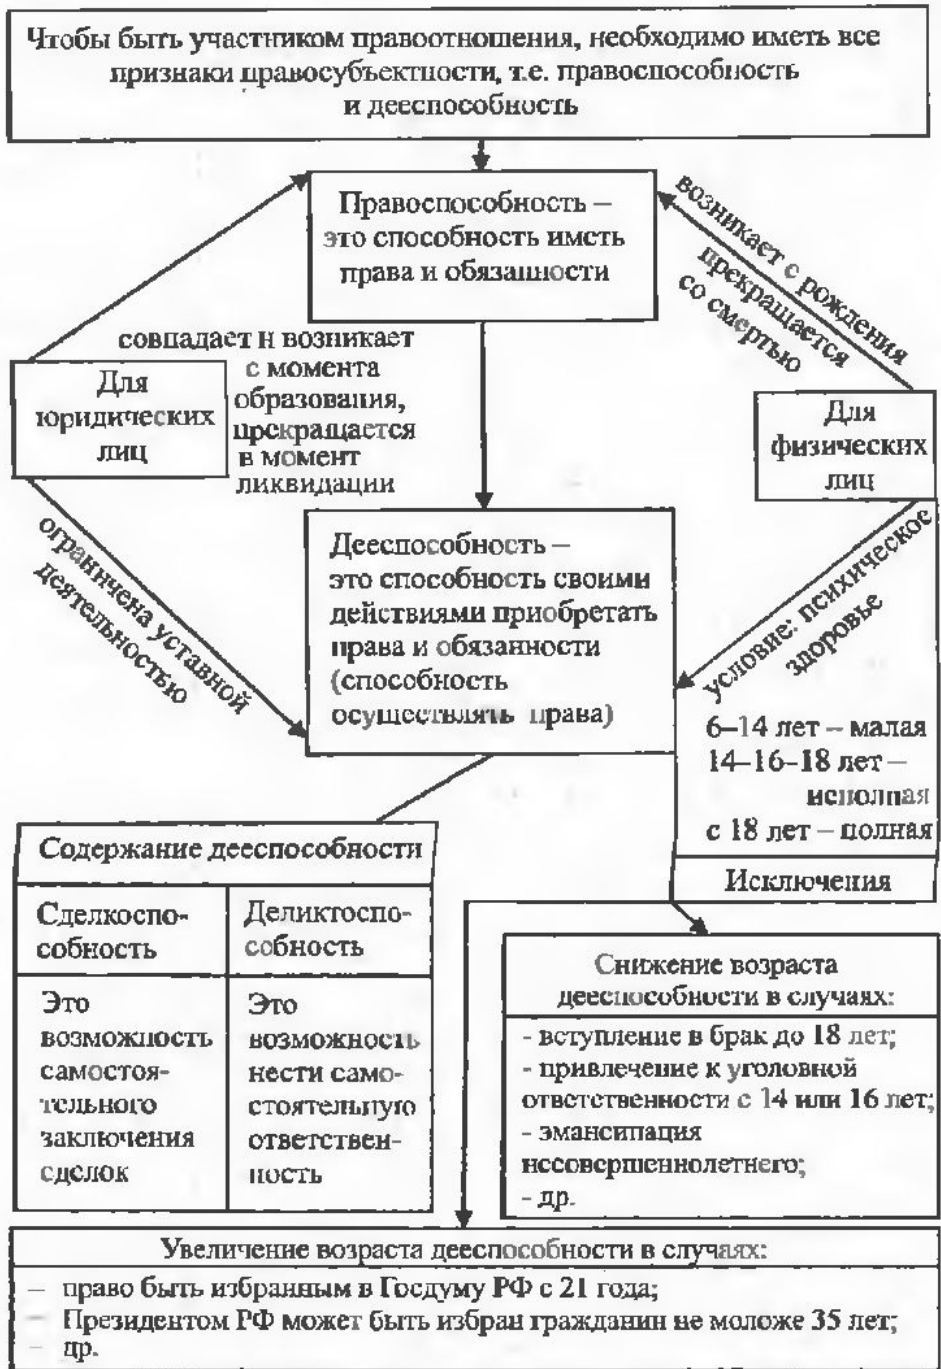 Чтобы быть участником правоотношения, необходимо иметь все
признаки правосубъектности, т.е. правоспособность
и дееспособность
Правоспособность –
это способность иметь
права и обязанности
возникает с рождения
прекращается
со смертью
совпадает и возникает
с момента
образования,
прекращается
в момент
ликвидации
Для
юридических
лиц
Для
физических
лиц
ограничена уставной
деятельностью
Дееспособность –
это способность своими
действиями приобретать
права и обязанности
(способность
осуществлять права)
условие: психическое
здоровье
6–14 лет – малая
14–16–18 лет –
неполная
с 18 лет – полная
Исключения
Содержание дееспособности
Сделкоспо-
собность
Деликтоспо-
собность
Это
возможность
самостоя-
тельного
заключения
сделок
Это
возможность
нести само-
стоятельную
ответствен-
ность
Снижение возраста
дееспособности в случаях:
- вступление в брак до 18 лет;
- привлечение к уголовной
ответственности с 14 или 16 лет;
- эмансипация
несовершеннолетнего;
- др.
Увеличение возраста дееспособности в случаях:
– право быть избранным в Госдуму РФ с 21 года;
– Президентом РФ может быть избран гражданин не моложе 35 лет;
– др.